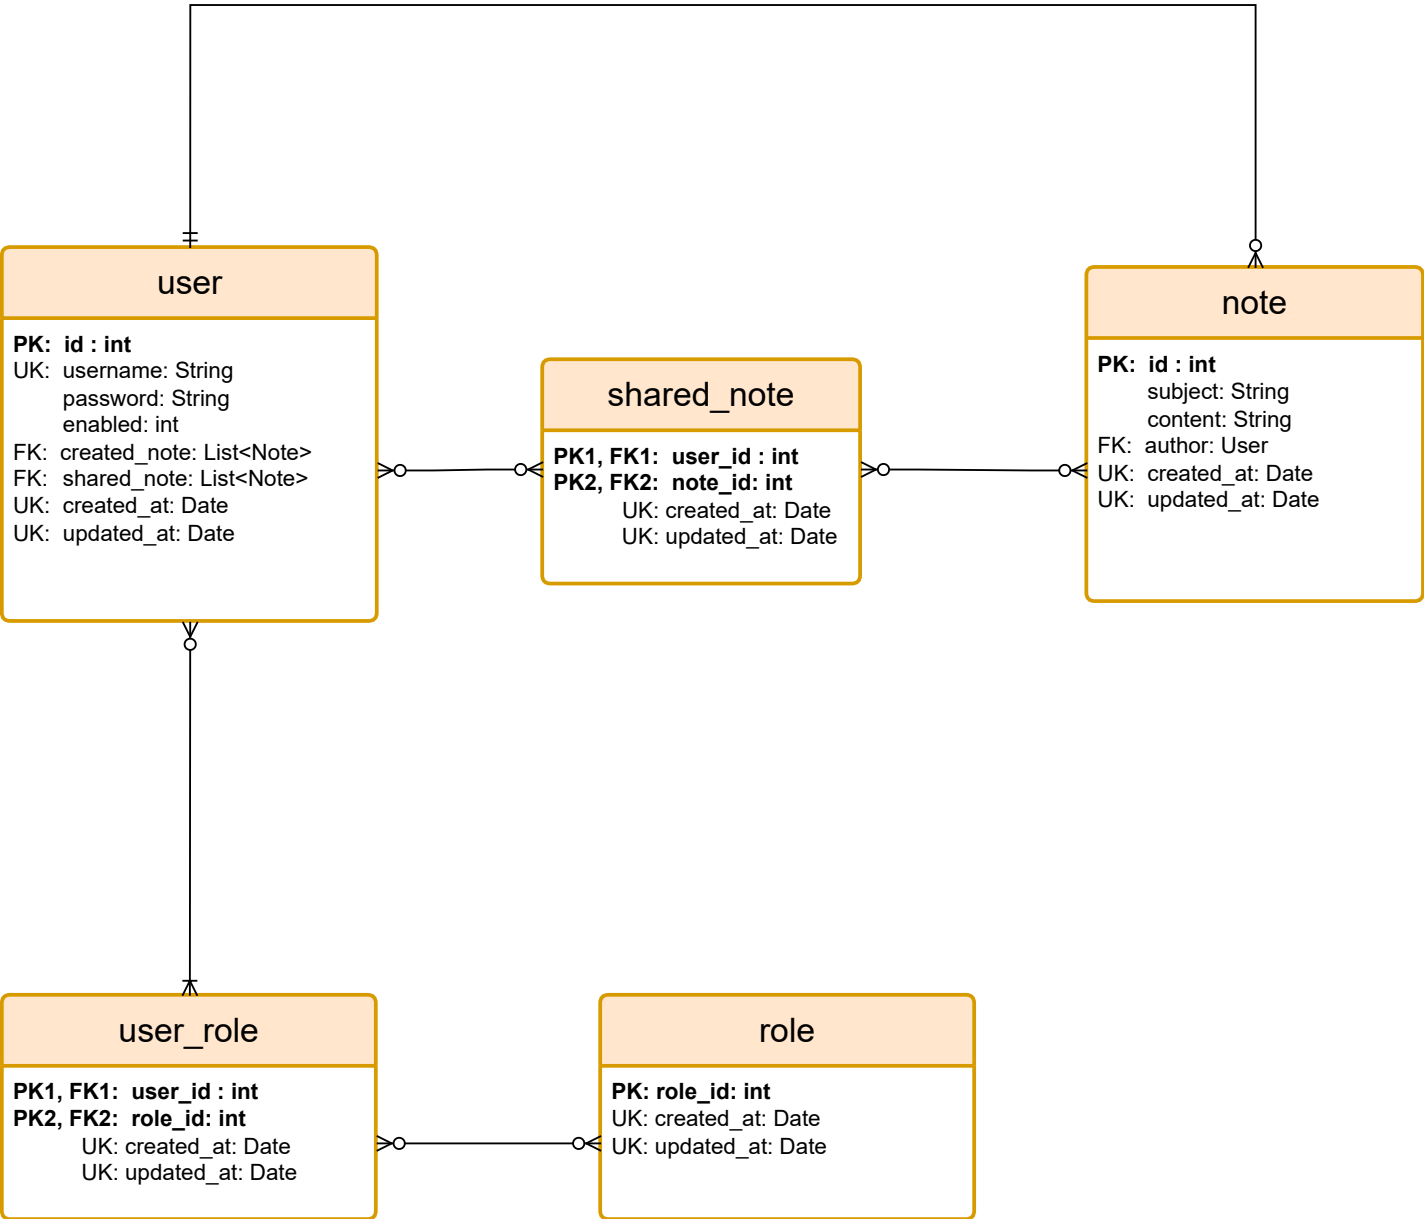 user
PK: id : int
UK: username: String
password: String
enabled: int
FK: created_note: List<Note>
FK: shared_note: List<Note>
UK: created_at: Date
UK: updated_at: Date
shared_note
PK1, FK1: user_id : int
PK2, FK2: note_id: int
UK: created_at: Date
UK: updated_at: Date
note
PK: id : int
subject: String
content: String
FK: author: User
UK: created_at: Date
UK: updated_at: Date
user_role
PK1, FK1: user_id : int
PK2, FK2: role_id: int
UK: created_at: Date
UK: updated_at: Date
role
PK: role_id: int
UK: created_at: Date
UK: updated_at: Date